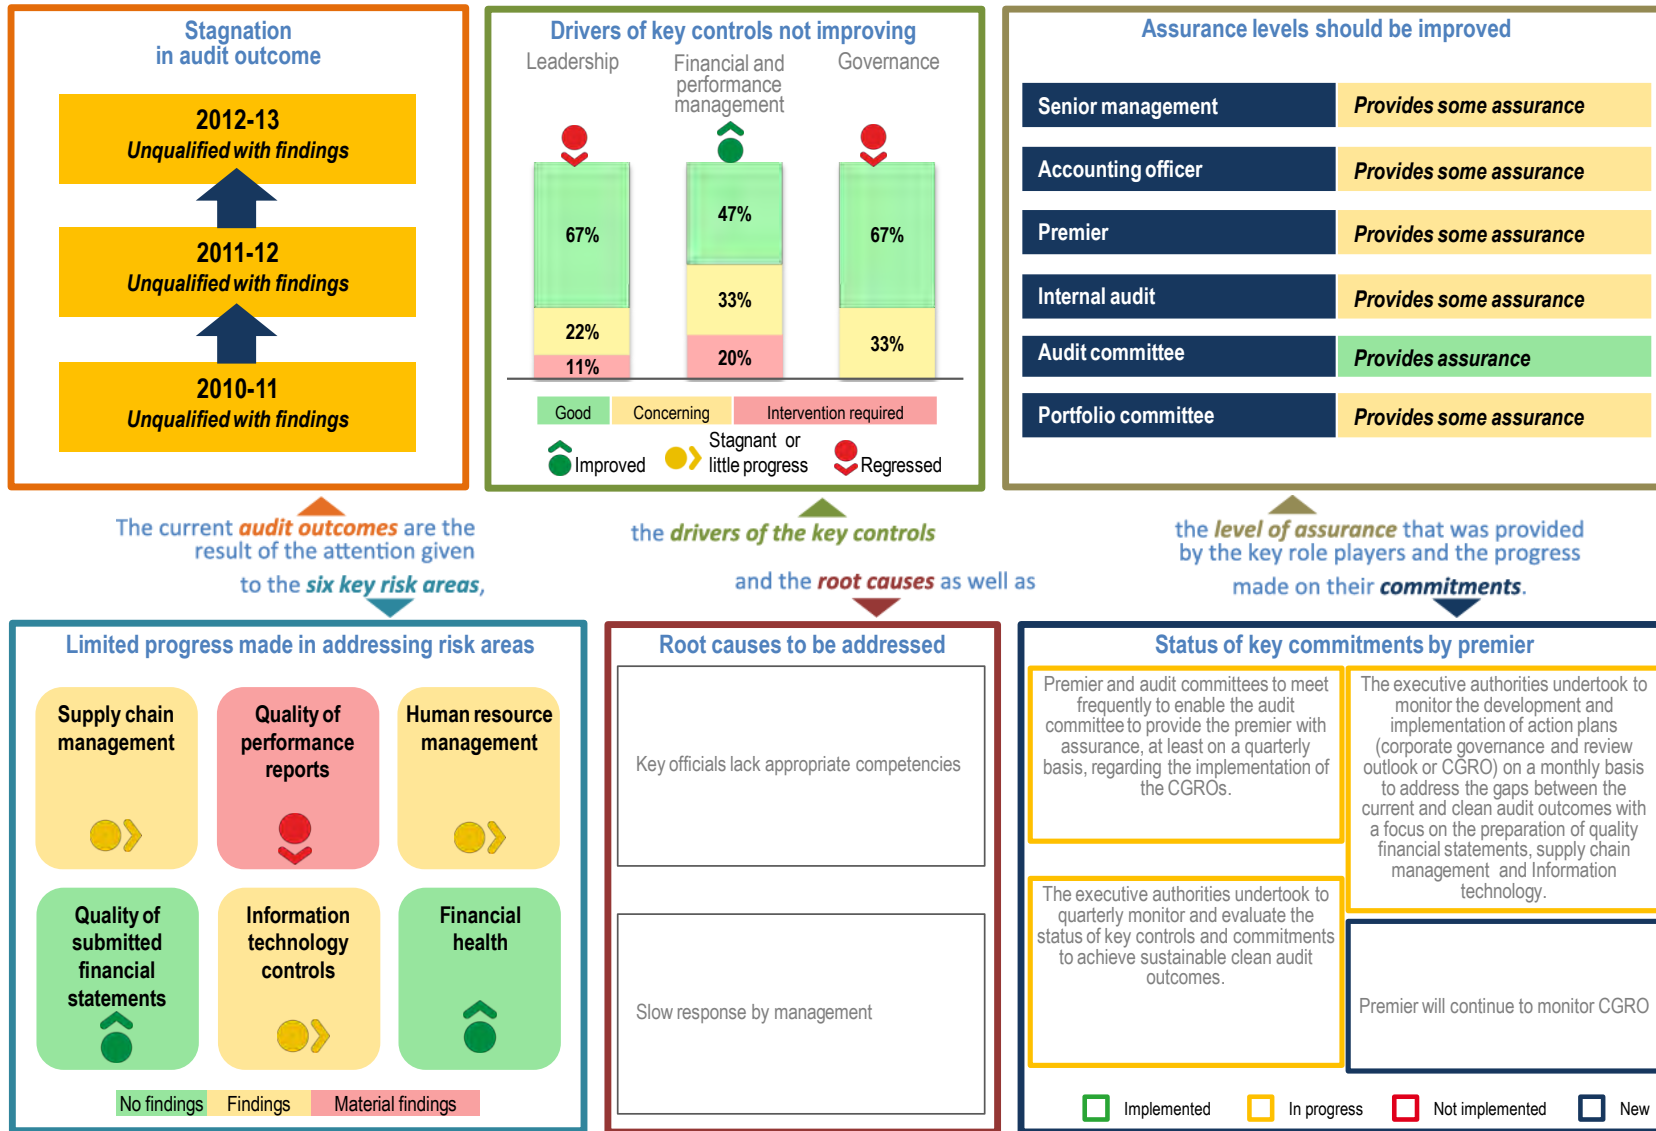 Stagnation
in audit outcome
2012-13
Unqualified with findings
2011-12
Unqualified with findings
2010-11
Unqualified with findings
Drivers of key controls not improving
Leadership
Financial and
performance
management
Governance
67%
22%
11%
47%
33%
20%
67%
33%
Good
Concerning
Intervention required
Improved
Stagnant or
little progress
Regressed
Assurance levels should be improved
Senior management
Provides some assurance
Accounting officer
Provides some assurance
Premier
Provides some assurance
Internal audit
Provides some assurance
Audit committee
Provides assurance
Portfolio committee
Provides some assurance
The current audit outcomes are the
result of the attention given
to the six key risk areas,
the drivers of the key controls
and the root causes as well as
the level of assurance that was provided
by the key role players and the progress
made on their commitments.
Limited progress made in addressing risk areas
Supply chain
management
Quality of
performance
reports
Human resource
management
Quality of
submitted
financial
statements
Information
technology
controls
Financial
health
No findings
Findings
Material findings
Root causes to be addressed
Key officials lack appropriate competencies
Slow response by management
Status of key commitments by premier
Premier and audit committees to meet
frequently to enable the audit
committee to provide the premier with
assurance, at least on a quarterly
basis, regarding the implementation of
the CGROs.
The executive authorities undertook to
quarterly monitor and evaluate the
status of key controls and commitments
to achieve sustainable clean audit
outcomes.
The executive authorities undertook to
monitor the development and
implementation of action plans
(corporate governance and review
outlook or CGRO) on a monthly basis
to address the gaps between the
current and clean audit outcomes with
a focus on the preparation of quality
financial statements, supply chain
management and Information
technology.
Premier will continue to monitor CGRO
Implemented
In progress
Not implemented
New